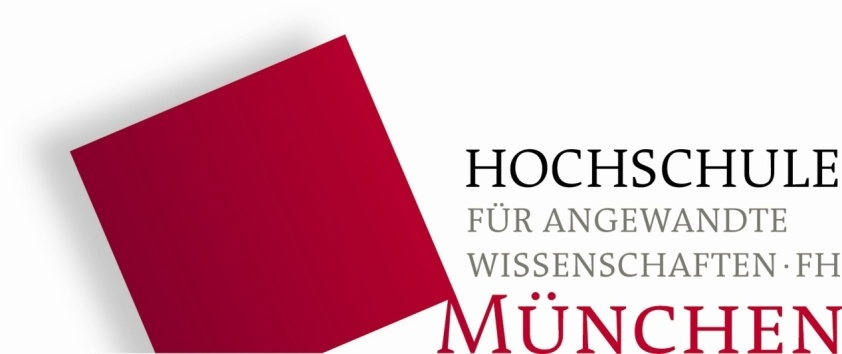 HOCHSCHULE
FÜR ANGEWANDTE
WISSENSCHAFTEN · FH
MÜNCHEN